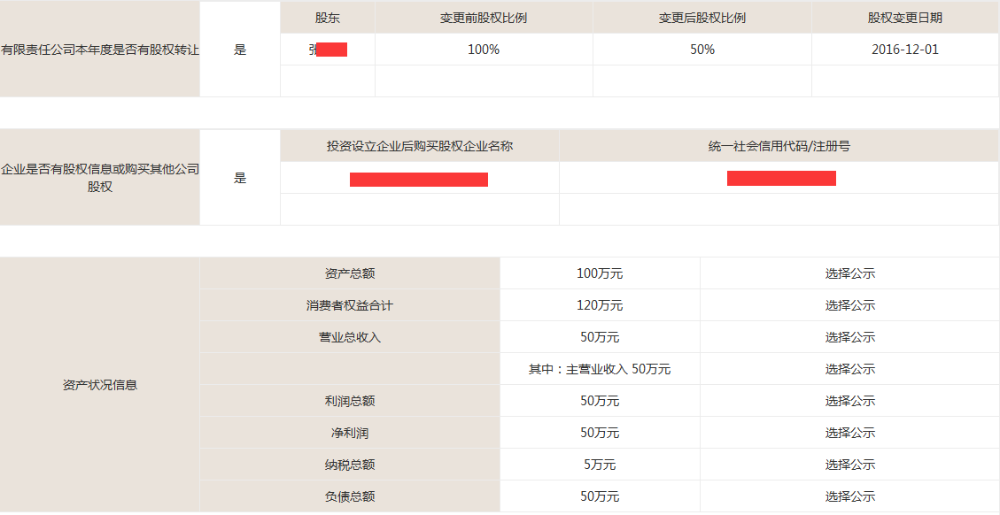 股东 变更前股权比例 变更后股权比例 股权变更日期
有限责任公司本年度是否有股权转让 是 张 100% 50% 2016-12-01
投资设立企业后购买股权企业名称 统一社会信用代码/注册号
企业是否有股权信息或购买其他公司
股权
是
资产状况信息
资产总额 100万元 选择公示
消费者权益合计 120万元 选择公示
营业总收入 50万元 选择公示
其中：主营业收入 50万元 选择公示
利润总额 50万元 选择公示
净利润 50万元 选择公示
纳税总额 5万元 选择公示
负债总额 50万元 选择公示